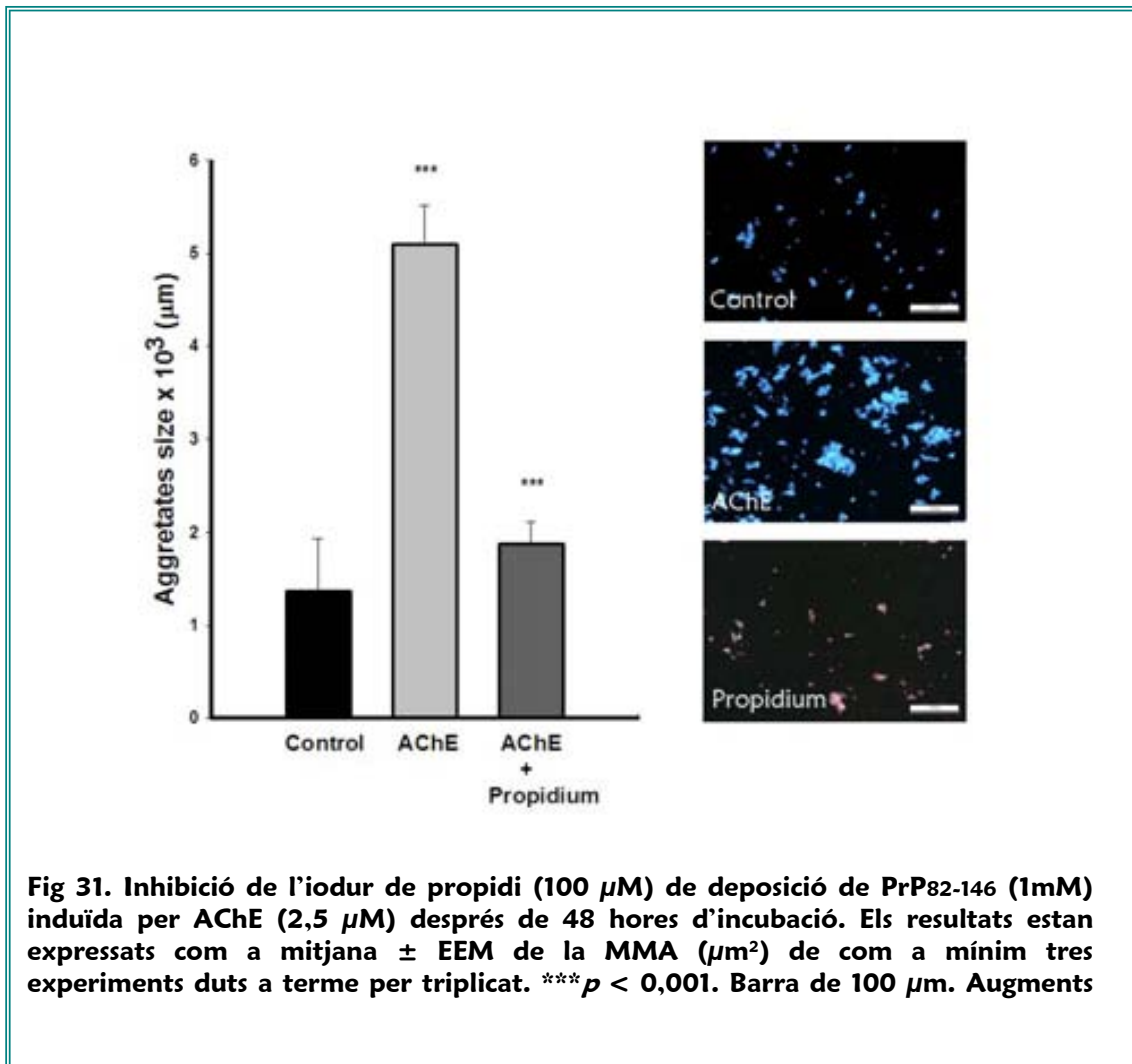 6
***
5
4
3
***
2
1
0
Aggretates size x 10³ (µm)
Control
AChE
AChE
+
Propidium
Control
AChE
Propidium
Fig 31. Inhibició de l'iodur de propidi (100 µM) de deposició de PrP82-146 (1mM)
induïda per AChE (2,5 µM) després de 48 hores d'incubació. Els resultats estan
expressats com a mitjana ± EEM de la MMA (µm²) de com a mínim tres
experiments duts a terme per triplicat. ***p < 0,001. Barra de 100 µm. Augments